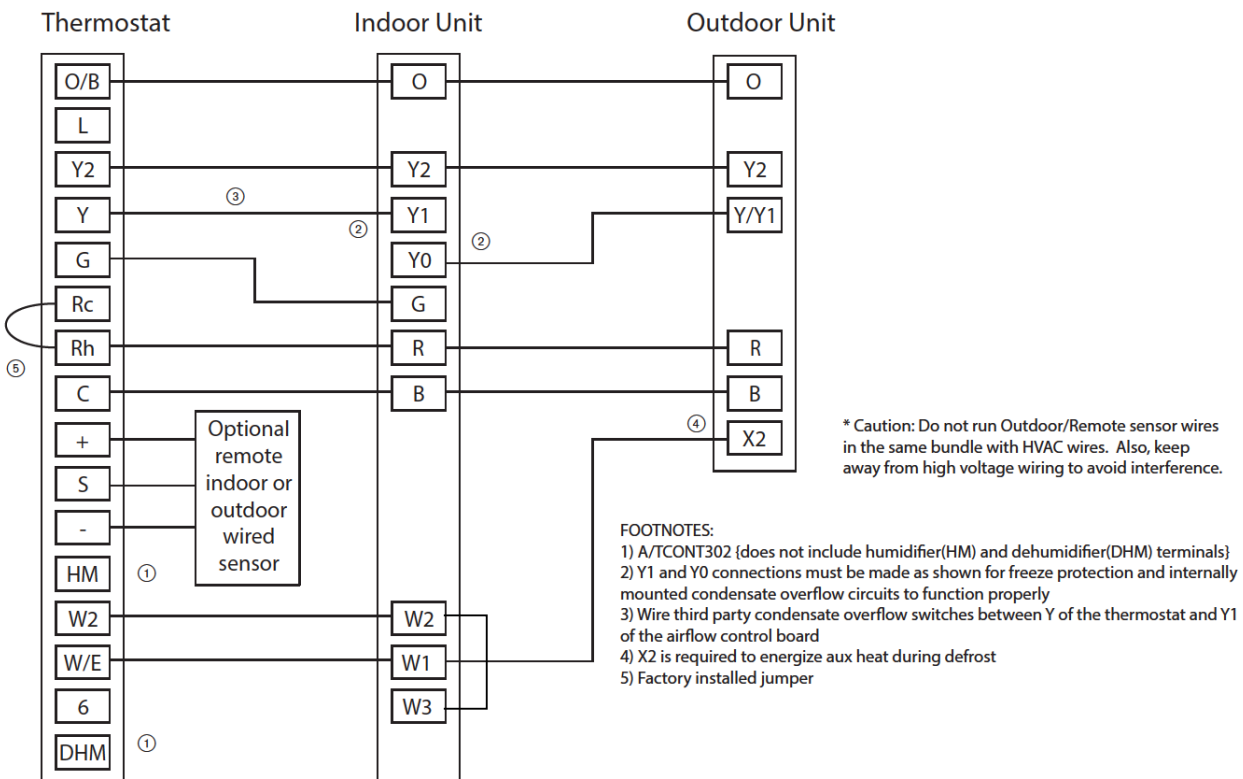 Thermostat
Indoor Unit
Outdoor Unit
O/B
O
O
L
Y2
Y2
Y2
③
Y
Y1
Y/Y1
②
②
G
Y0
Rc
G
Rh
R
R
⑤
C
B
B
+
Optional
remote
indoor or
outdoor
wired
sensor
S
-
④
X2
* Caution: Do not run Outdoor/Remote sensor wires
in the same bundle with HVAC wires. Also, keep
away from high voltage wiring to avoid interference.
HM
①
W2
W2
W/E
W1
6
W3
DHM
①
FOOTNOTES:
1) A/TCONT302 {does not include humidifier(HM) and dehumidifier(DHM) terminals}
2) Y1 and Y0 connections must be made as shown for freeze protection and internally
mounted condensate overflow circuits to function properly
3) Wire third party condensate overflow switches between Y of the thermostat and Y1
of the airflow control board
4) X2 is required to energize aux heat during defrost
5) Factory installed jumper